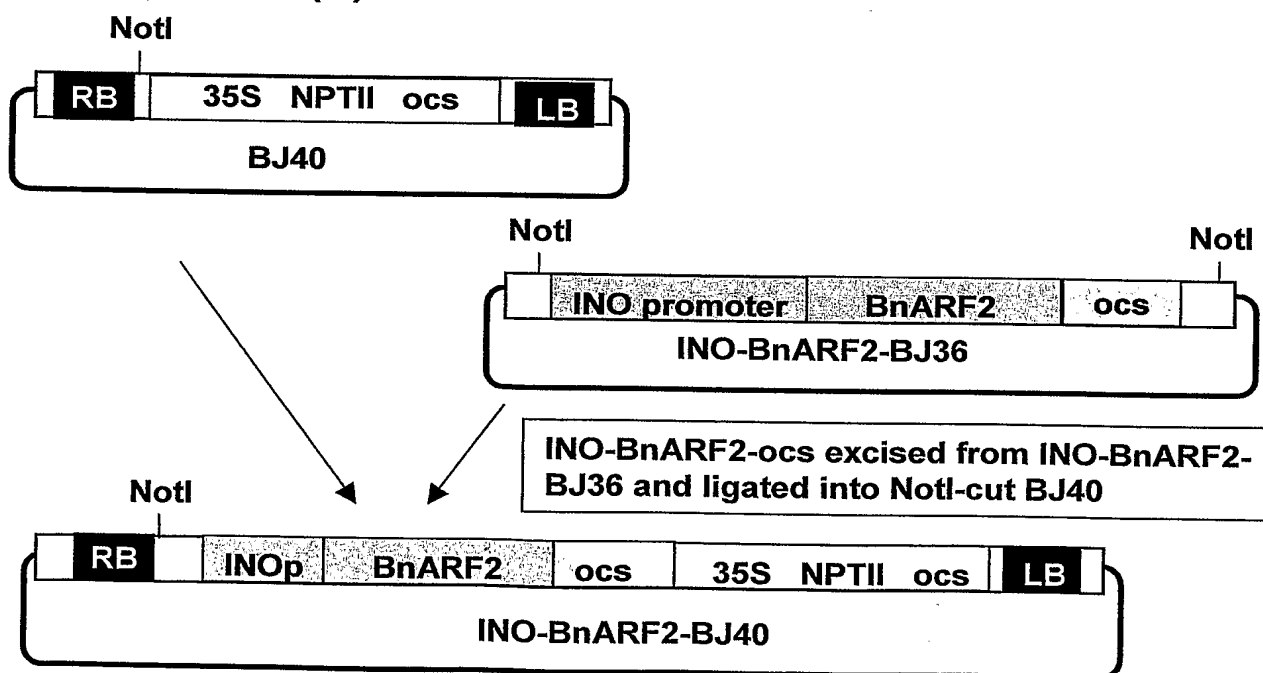 NotI
RB 35S NPTII ocs LB
BJ40
NotI NotI
INO promoter BnARF2 ocs
INO-BnARF2-BJ36
INO-BnARF2-ocs excised from INO-BnARF2-
BJ36 and ligated into NotI-cut BJ40
NotI
RB INOp BnARF2 ocs 35S NPTII ocs LB
INO-BnARF2-BJ40